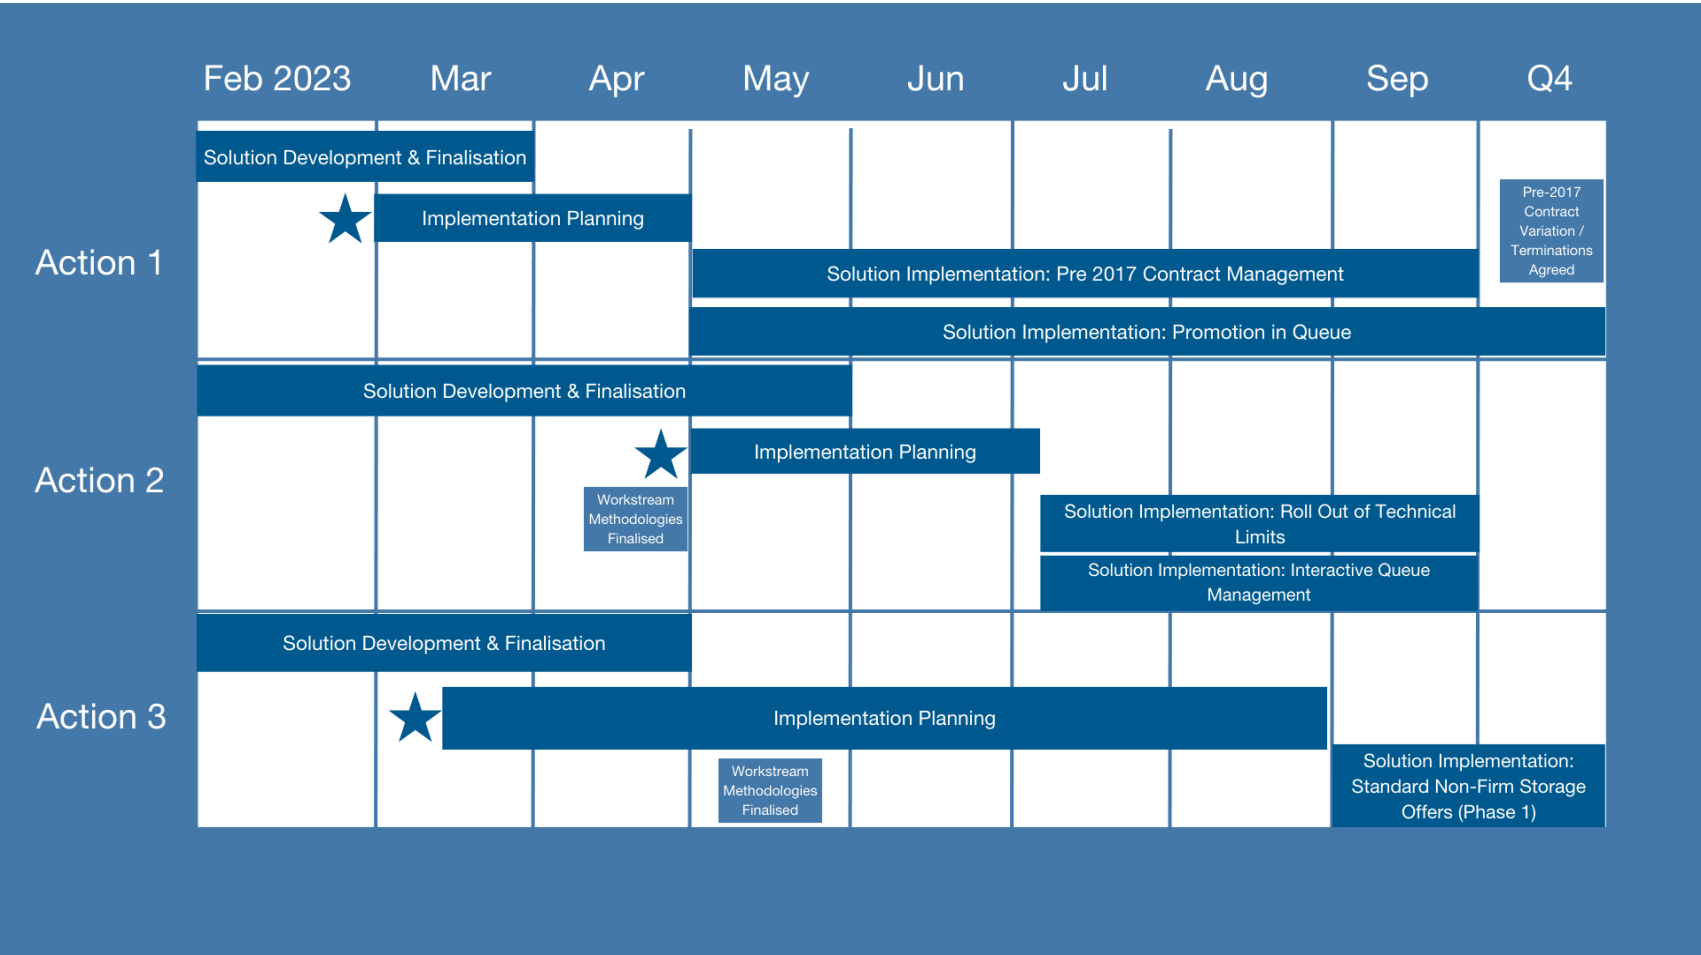 Feb 2023 Mar Apr May Jun Jul Aug Sep Q4
Action 1
Solution Development & Finalisation
Implementation Planning
Solution Implementation: Pre 2017 Contract Management
Solution Implementation: Promotion in Queue
Pre-2017
Contract
Variation /
Terminations
Agreed
Action 2
Solution Development & Finalisation
Implementation Planning
Workstream
Methodologies
Finalised
Solution Implementation: Roll Out of Technical
Limits
Solution Implementation: Interactive Queue
Management
Action 3
Solution Development & Finalisation
Implementation Planning
Workstream
Methodologies
Finalised
Solution Implementation:
Standard Non-Firm Storage
Offers (Phase 1)